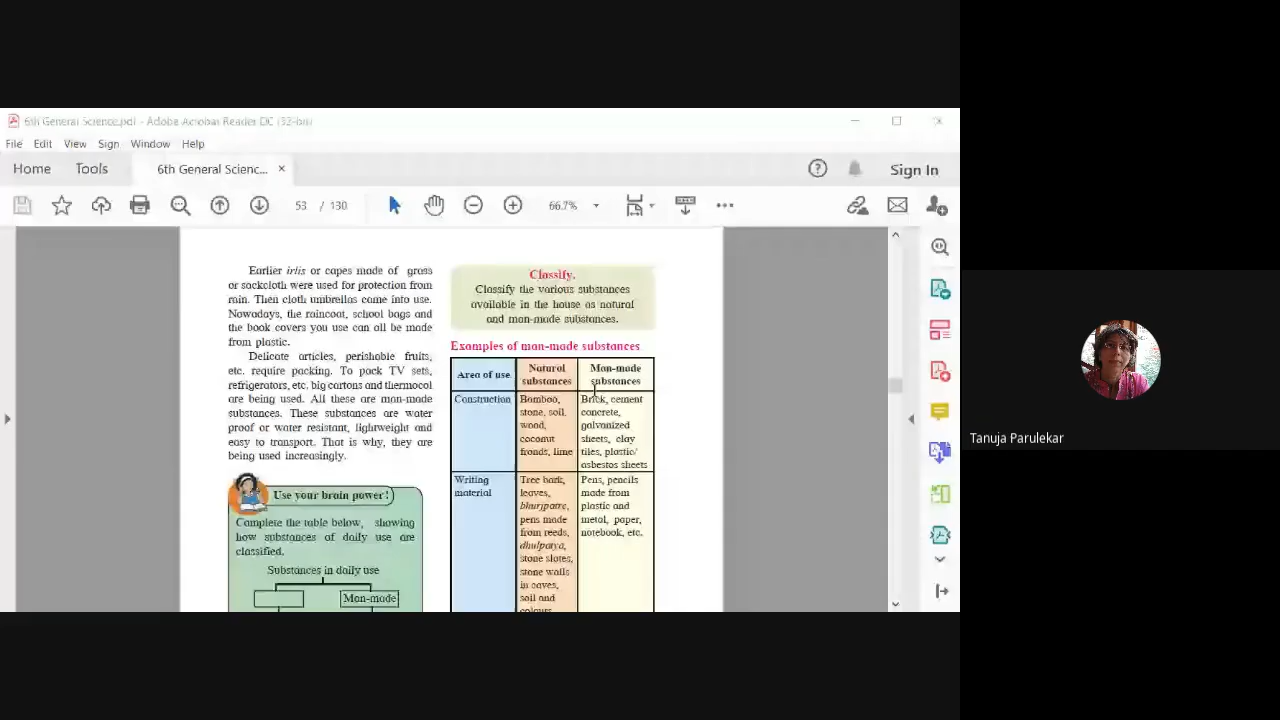 6th General Science.pdf - Adobe Acrobat Reader DC (32-bit)
File Edit View Sign Window Help
Home Tools 6th General Scienc... ×
Sign In
53 / 130 66.7%
Earlier irlis or capes made of grass
or sackcloth were used for protection from
rain. Then cloth umbrellas came into use.
Nowadays, the raincoat, school bags and
the book covers you use can all be made
from plastic.
Delicate articles, perishable fruits,
etc. require packing. To pack TV sets,
refrigerators, etc. big cartons and thermocol
are being used. All these are man-made
substances. These substances are water
proof or water resistant, lightweight and
easy to transport. That is why, they are
being used increasingly.
Use your brain power!
Complete the table below, showing
how substances of daily use are
classified.
Substances in daily use
Man-made
Classify.
Classify the various substances
available in the house as natural
and man-made substances.
Examples of man-made substances
Area of use
Natural
substances
Man-made
substances
Construction
Bamboo,
stone, soil,
wood,
coconut
fronds, lime
Brick, cement
concrete,
galvanized
sheets, clay
tiles, plastic/
asbestos sheets
Writing
material
Tree bark,
leaves,
bhurjpatre,
pens made
from reeds,
dhulpatya,
stone slates,
stone walls
in caves,
soil and
colours
Pens, pencils
made from
plastic and
metal, paper,
notebook, etc.
Tanuja Parulekar